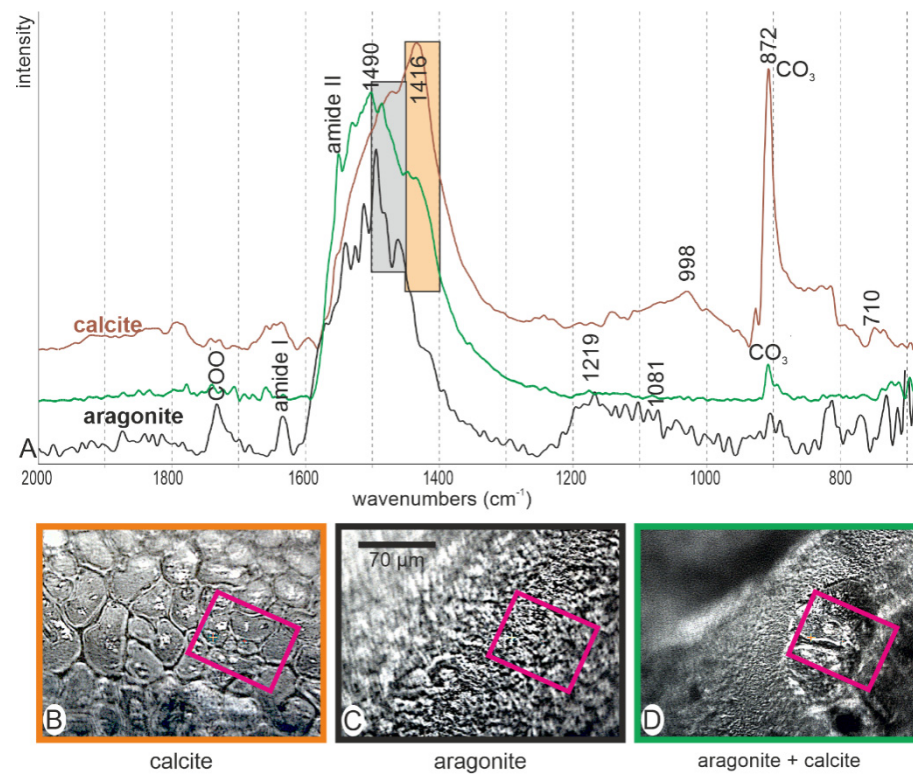 intensity
amide II
1490
1416
872
CO3
calcite
COO
amide I
998
710
1219
1081
CO3
aragonite
A
2000
1800
1600
1400
1200
1000
800
wavenumbers (cm-1)
70 µm
B
C
D
calcite
aragonite
aragonite + calcite